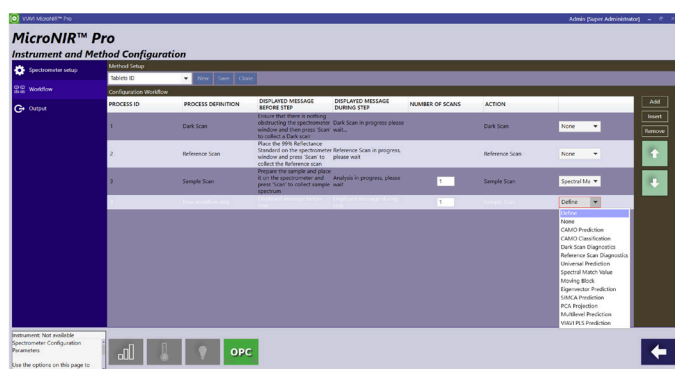 VIAVI MicroNIR™ Pro
Admin [Super Administrator]
MicroNIR™ Pro
Instrument and Method Configuration
Spectrometer setup
Workflow
Output
Method Setup
Tablets ID
New Save Clone
Configuration Workflow
PROCESS ID PROCESS DEFINITION DISPLAYED MESSAGE BEFORE STEP DISPLAYED MESSAGE DURING STEP NUMBER OF SCANS ACTION
1 Dark Scan Ensure that there is nothing obstructing the spectrometer window and then press 'Scan' to collect a Dark scan Dark Scan in progress please wait... Dark Scan None
2 Reference Scan Place the 99% Reflectance Standard on the spectrometer window and press 'Scan' to collect the Reference scan Reference Scan in progress, please wait Reference Scan None
3 Sample Scan Prepare the sample and place it on the spectrometer and press 'Scan' to collect sample spectrum Analysis in progress, please wait 1 Sample Scan Spectral Ma
1 Sample Scan Define
Define
None
CAMO Prediction
CAMO Classification
Dark Scan Diagnostics
Reference Scan Diagnostics
Universal Prediction
Spectral Match Value
Moving Block
Eigenvector Prediction
SIMCA Prediction
PCA Projection
Multilevel Prediction
VIAVI PLS Prediction
Add
Insert
Remove
Instrument: Not available
Spectrometer Configuration
Parameters
Use the options on this page to
OPC